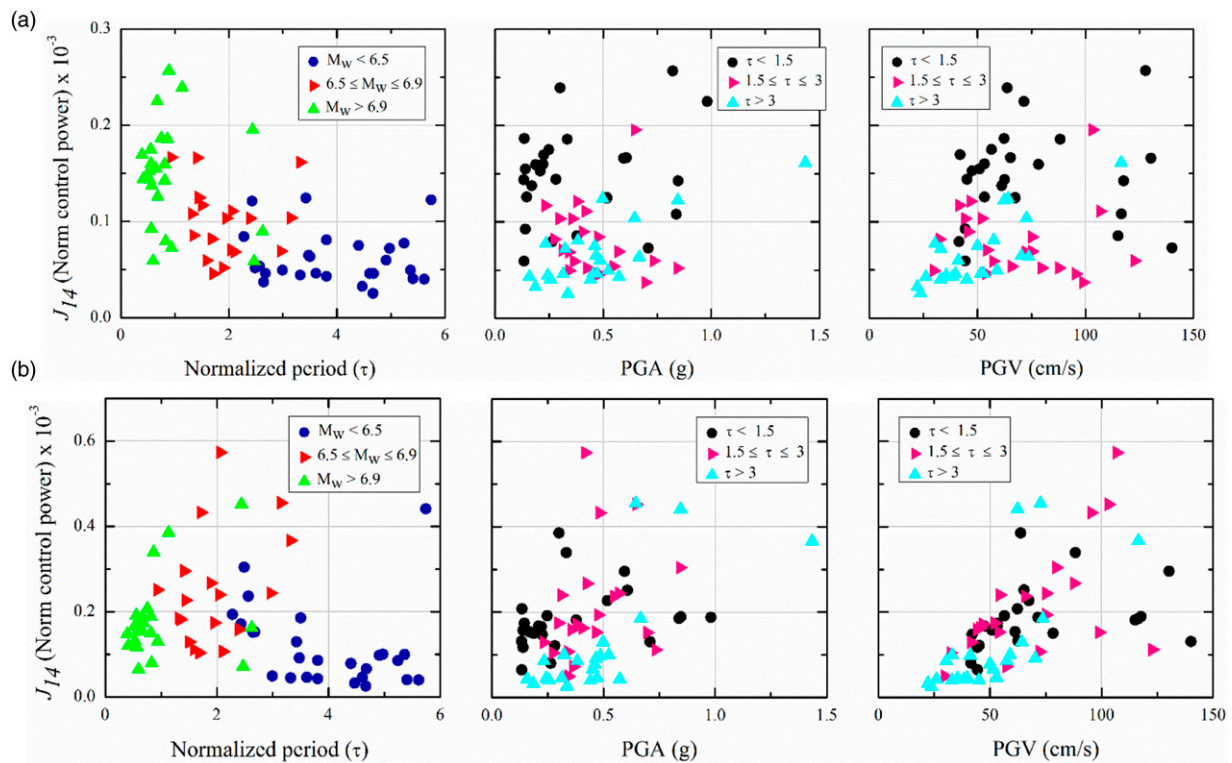 (a)
J14 (Norm control power) x 10-3
0.3
0.2
0.1
0.0
MW < 6.5
6.5 ≤ MW ≤ 6.9
MW > 6.9
0 2 4 6
Normalized period (τ)
τ < 1.5
1.5 ≤ τ ≤ 3
τ > 3
0.0 0.5 1.0 1.5
PGA (g)
τ < 1.5
1.5 ≤ τ ≤ 3
τ > 3
0 50 100 150
PGV (cm/s)
(b)
J14 (Norm control power) x 10-3
0.6
0.4
0.2
0.0
MW < 6.5
6.5 ≤ MW ≤ 6.9
MW > 6.9
0 2 4 6
Normalized period (τ)
τ < 1.5
1.5 ≤ τ ≤ 3
τ > 3
0.0 0.5 1.0 1.5
PGA (g)
τ < 1.5
1.5 ≤ τ ≤ 3
τ > 3
0 50 100 150
PGV (cm/s)